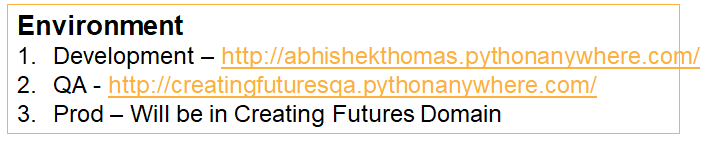 Environment
1. Development – http://abhishekthomas.pythonanywhere.com/
2. QA - http://creatingfuturesqa.pythonanywhere.com/
3. Prod – Will be in Creating Futures Domain